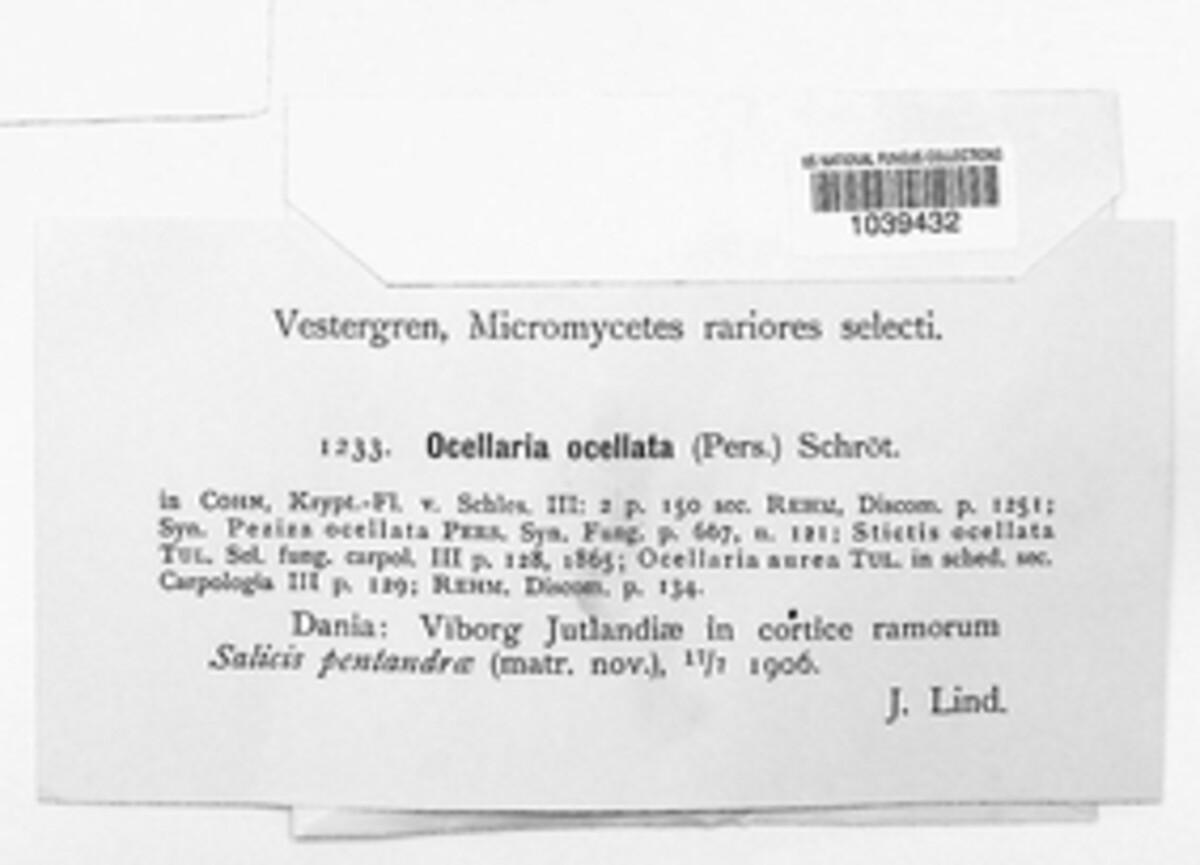 US NATIONAL FUNGUS COLLECTIONS
1039432
Vestergren, Micromycetes rariores selecti.
1233. Ocellaria ocellata (Pers.) Schröt.
in COHN, Krypt.-Fl. v. Schles. III: 2 p. 150 sec. REHM, Discom. p. 1251;
Syn. Peziza ocellata PERS. Syn. Fung. p. 667, n. 121; Stictis ocellata
TUL. Sel. fung. carpol. III p. 128, 1865; Ocellaria aurea TUL. in sched. sec.
Carpologia III p. 129; REHM, Discom. p. 134.
Dania: Viborg Jutlandiæ in cortice ramorum
Salicis pentandræ (matr. nov.), 1906.
J. Lind.